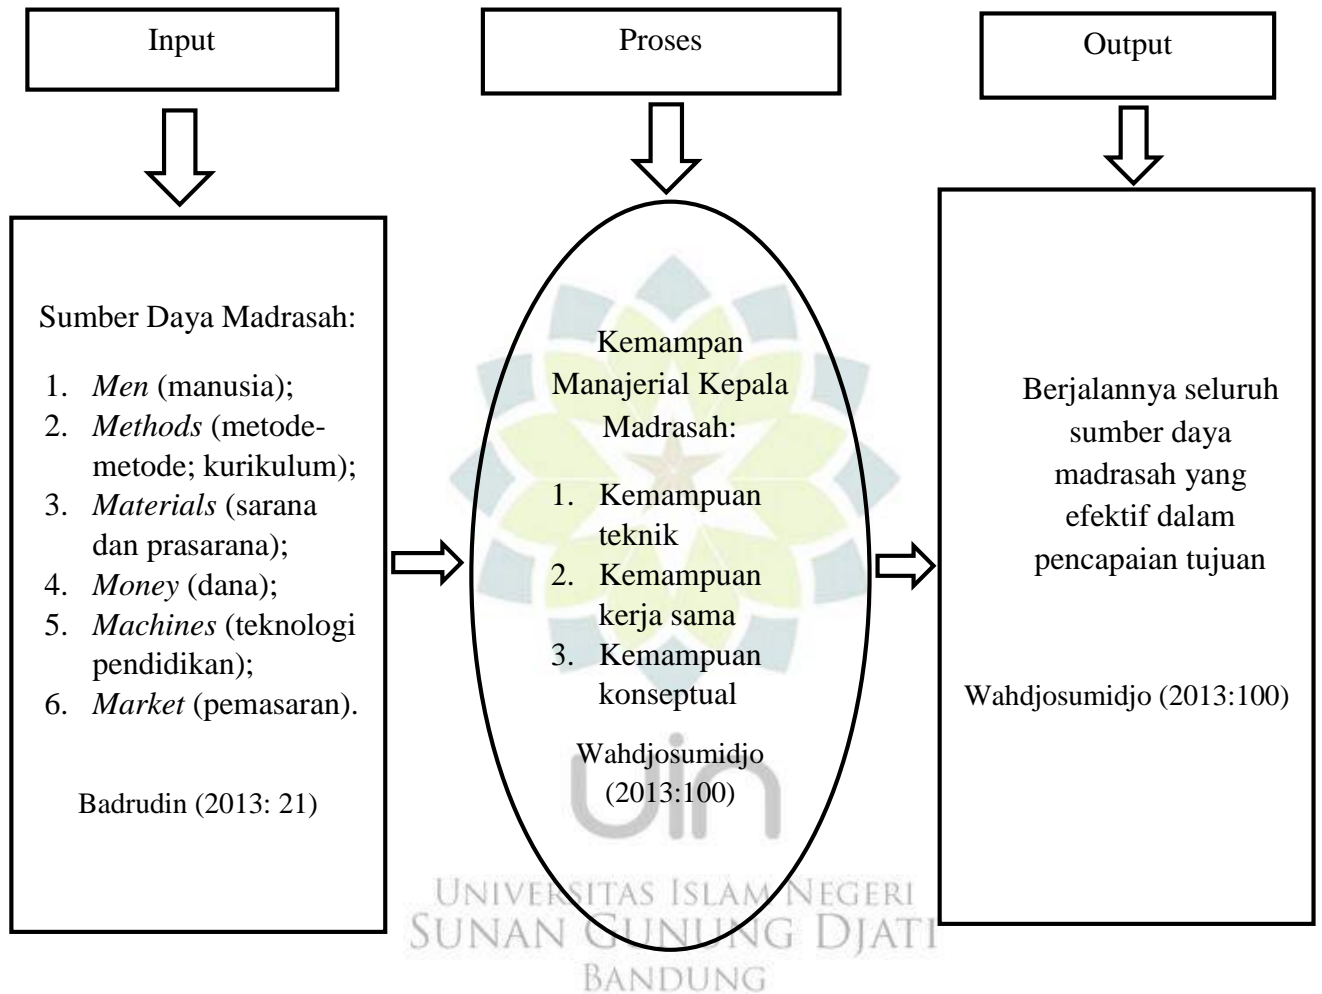 Input
Proses
Output
Sumber Daya Madrasah:
1. Men (manusia);
2. Methods (metode-
metode; kurikulum);
3. Materials (sarana
dan prasarana);
4. Money (dana);
5. Machines (teknologi
pendidikan);
6. Market (pemasaran).
Badrudin (2013: 21)
Kemampan
Manajerial Kepala
Madrasah:
1. Kemampuan
teknik
2. Kemampuan
kerja sama
3. Kemampuan
konseptual
Wahdjosumidjo
(2013:100)
Berjalannya seluruh
sumber daya
madrasah yang
efektif dalam
pencapaian tujuan
Wahdjosumidjo (2013:100)
uin
UNIVERSITAS ISLAM NEGERI
SUNAN GUNUNG DJATI
BANDUNG